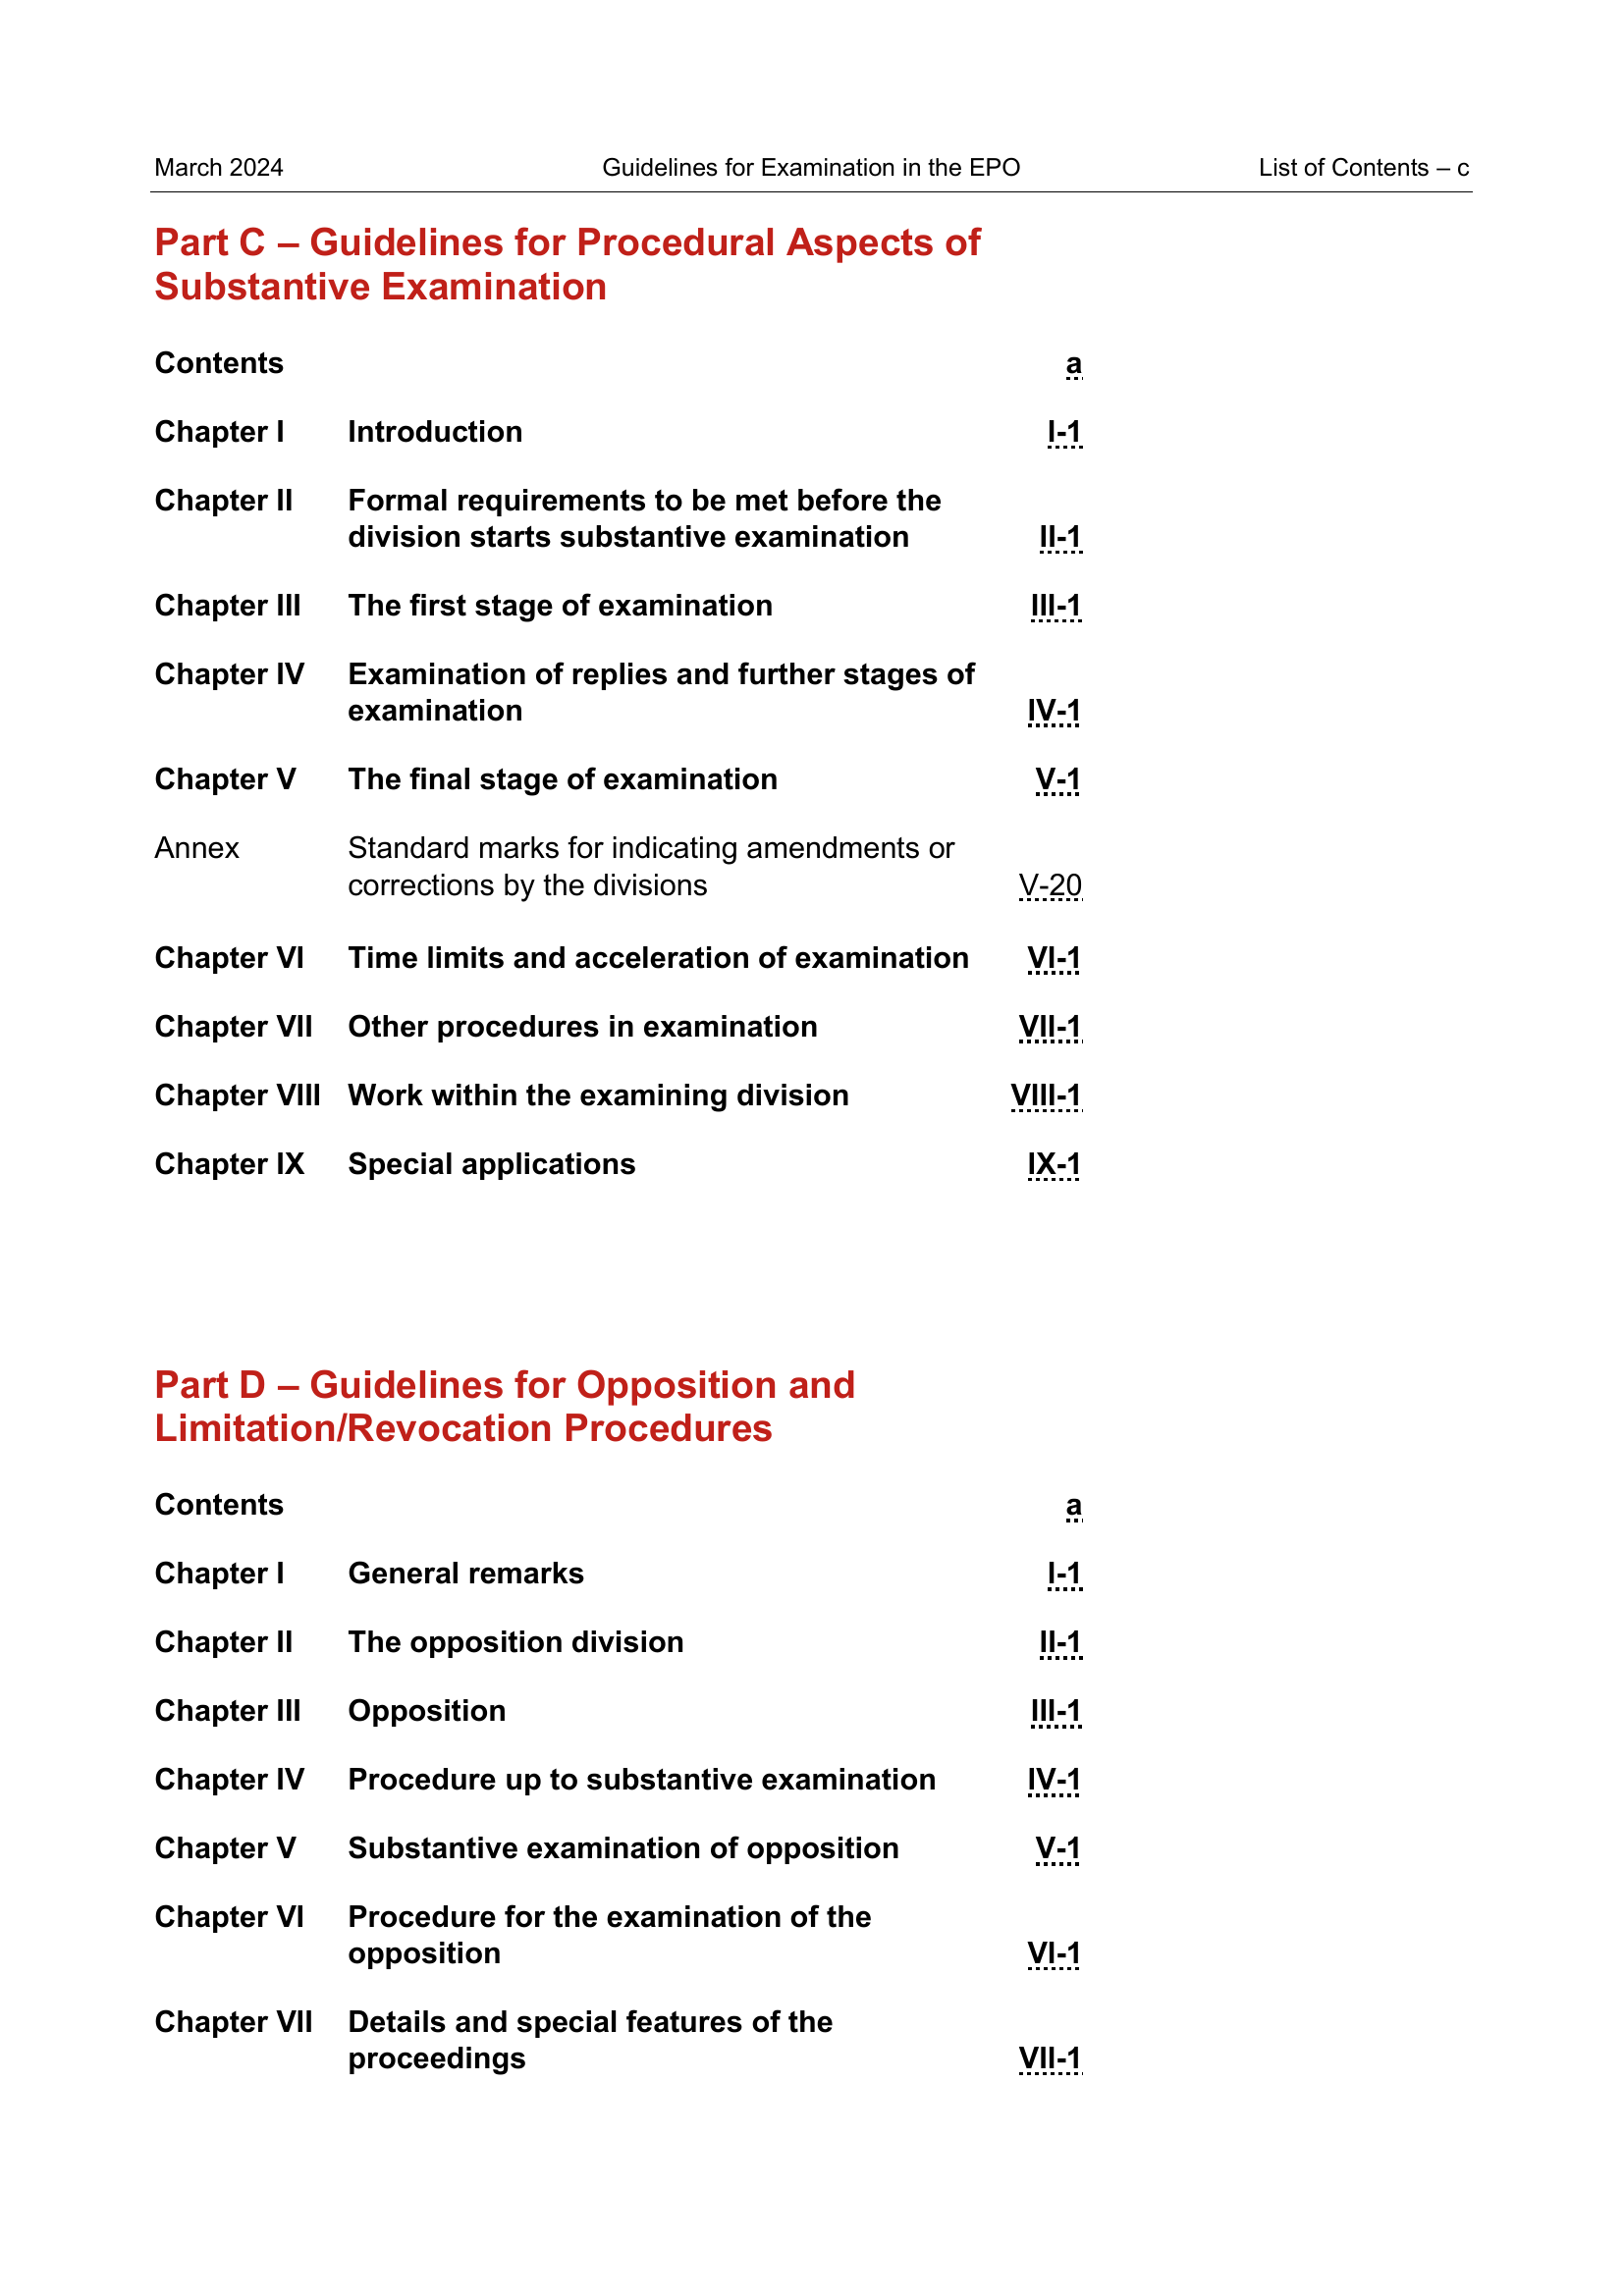 March 2024 Guidelines for Examination in the EPO List of Contents – c
Part C – Guidelines for Procedural Aspects of
Substantive Examination
Contents a
Chapter I Introduction I-1
Chapter II Formal requirements to be met before the
division starts substantive examination II-1
Chapter III The first stage of examination III-1
Chapter IV Examination of replies and further stages of
examination IV-1
Chapter V The final stage of examination V-1
Annex Standard marks for indicating amendments or
corrections by the divisions V-20
Chapter VI Time limits and acceleration of examination VI-1
Chapter VII Other procedures in examination VII-1
Chapter VIII Work within the examining division VIII-1
Chapter IX Special applications IX-1
Part D – Guidelines for Opposition and
Limitation/Revocation Procedures
Contents a
Chapter I General remarks I-1
Chapter II The opposition division II-1
Chapter III Opposition III-1
Chapter IV Procedure up to substantive examination IV-1
Chapter V Substantive examination of opposition V-1
Chapter VI Procedure for the examination of the
opposition VI-1
Chapter VII Details and special features of the
proceedings VII-1